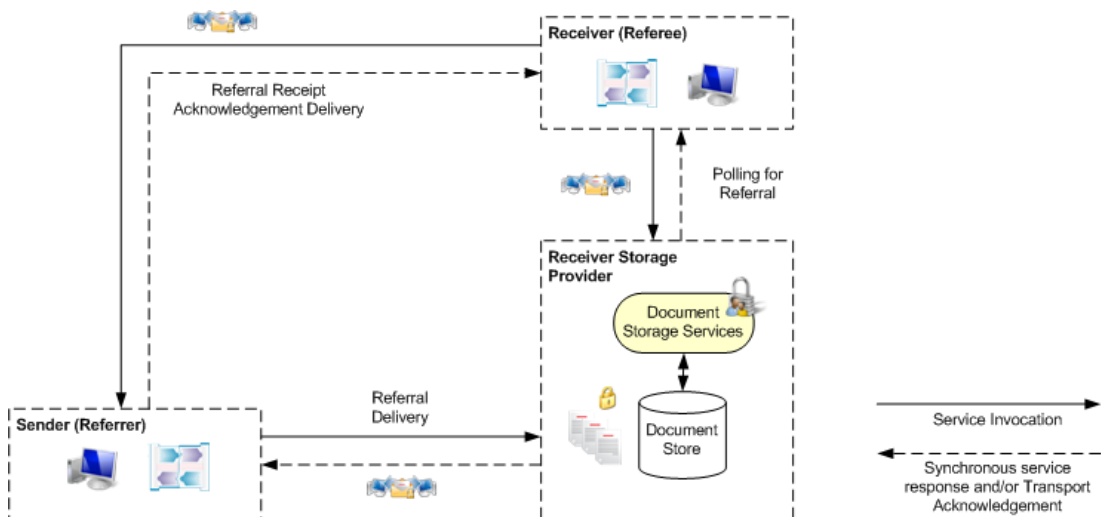 Receiver (Referee)
Referral Receipt
Acknowledgement Delivery
Polling for
Referral
Receiver Storage
Provider
Document
Storage Services
Document
Store
Referral
Delivery
Sender (Referrer)
Service Invocation
Synchronous service
response and/or Transport
Acknowledgement